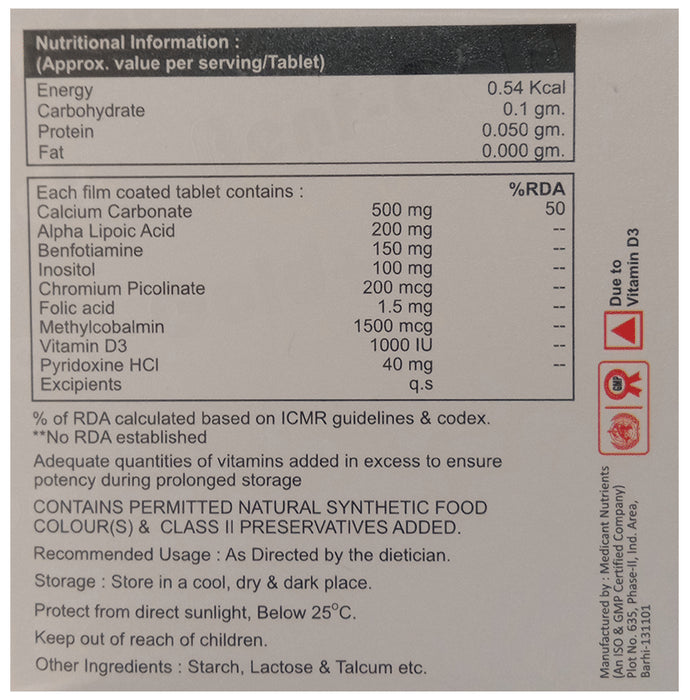 Nutritional Information :
(Approx. value per serving/Tablet)
Energy 0.54 Kcal
Carbohydrate 0.1 gm.
Protein 0.050 gm.
Fat 0.000 gm.
Each film coated tablet contains : %RDA
Calcium Carbonate 500 mg 50
Alpha Lipoic Acid 200 mg --
Benfotiamine 150 mg --
Inositol 100 mg --
Chromium Picolinate 200 mcg --
Folic acid 1.5 mg --
Methylcobalmin 1500 mcg --
Vitamin D3 1000 IU --
Pyridoxine HCl 40 mg --
Excipients q.s
% of RDA calculated based on ICMR guidelines & codex.
**No RDA established
Adequate quantities of vitamins added in excess to ensure
potency during prolonged storage
CONTAINS PERMITTED NATURAL SYNTHETIC FOOD
COLOUR(S) & CLASS II PRESERVATIVES ADDED.
Recommended Usage : As Directed by the dietician.
Storage : Store in a cool, dry & dark place.
Protect from direct sunlight, Below 25°C.
Keep out of reach of children.
Other Ingredients : Starch, Lactose & Talcum etc.
Due to
Vitamin D3
GMP
Manufactured by : Medicant Nutrients
(An ISO & GMP Certified Company)
Plot No. 635, Phase-II, Ind. Area,
Barhi-131101